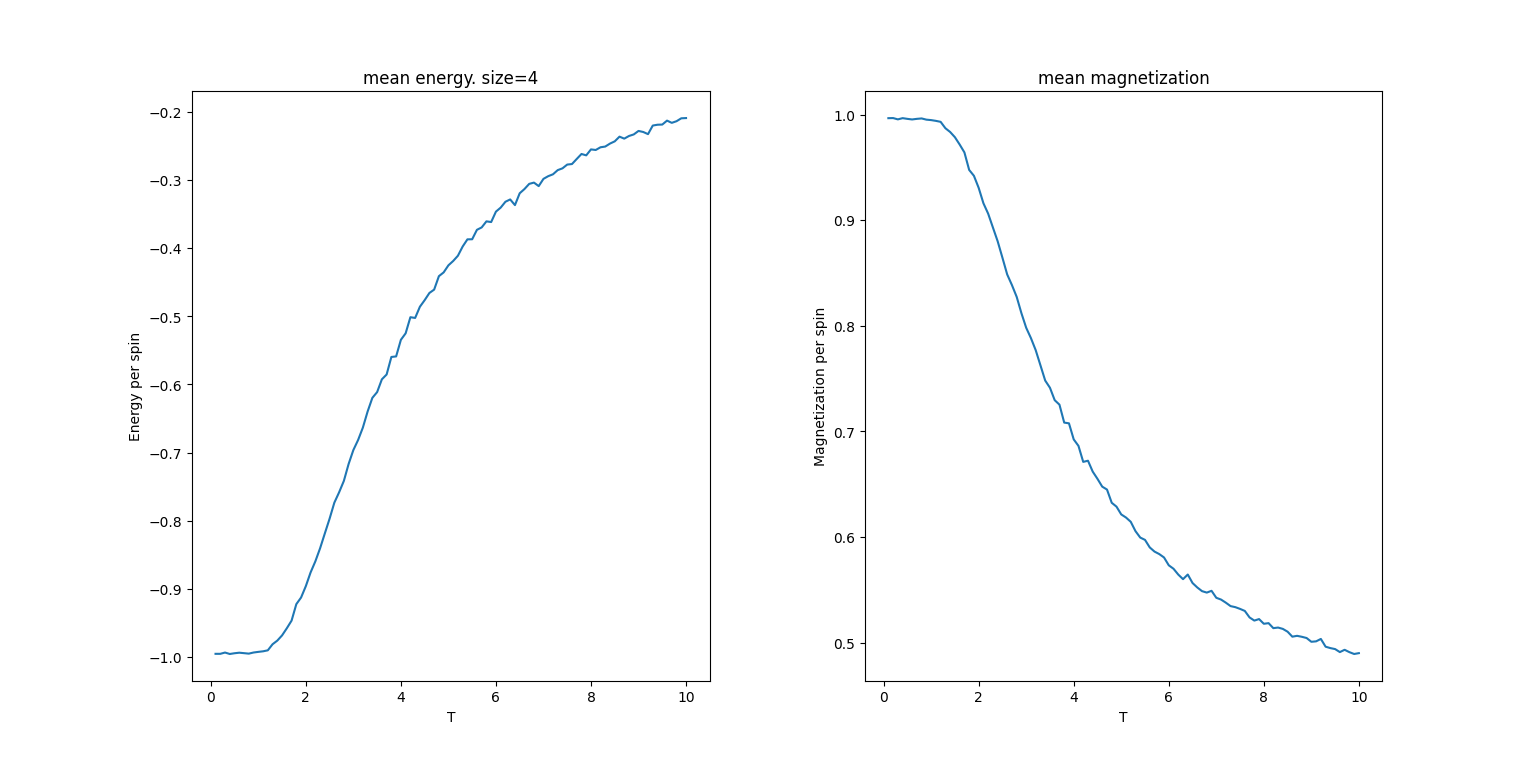 mean energy. size=4
Energy per spin
−0.2
−0.3
−0.4
−0.5
−0.6
−0.7
−0.8
−0.9
−1.0
0 2 4 6 8 10
T
mean magnetization
Magnetization per spin
1.0
0.9
0.8
0.7
0.6
0.5
0 2 4 6 8 10
T